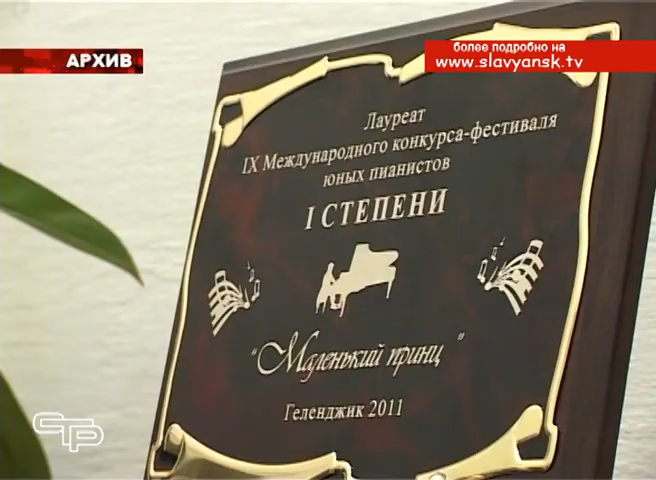 АРХИВ
более подробно на
www.slavyansk.tv
Лауреат
IX Международного конкурса-фестиваля
юных пианистов
I СТЕПЕНИ
"Маленький принц"
Геленджик 2011
СТР